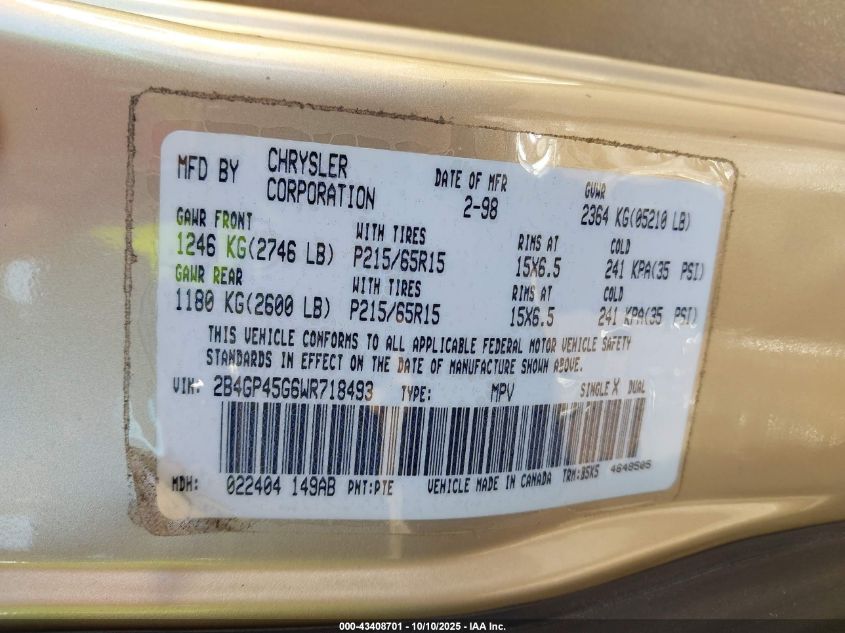 MFD BY CHRYSLER CORPORATION DATE OF MFR 2-98 GVWR 2364 KG(05210 LB)
GAWR FRONT WITH TIRES RIMS AT COLD
1246 KG(2746 LB) P215/65R15 15X6.5 241 KPA(35 PSI)
GAWR REAR WITH TIRES RIMS AT COLD
1180 KG(2600 LB) P215/65R15 15X6.5 241 KPA(35 PSI)
THIS VEHICLE CONFORMS TO ALL APPLICABLE FEDERAL MOTOR VEHICLE SAFETY
STANDARDS IN EFFECT ON THE DATE OF MANUFACTURE SHOWN ABOVE.
VIN: 2B4GP45G6WR718493 TYPE: MPV SINGLE X DUAL
MDH: 022404 149AB PNT:PTE VEHICLE MADE IN CANADA TRM:BSK5 4648505
000-43408701 - 10/10/2025 - IAA Inc.